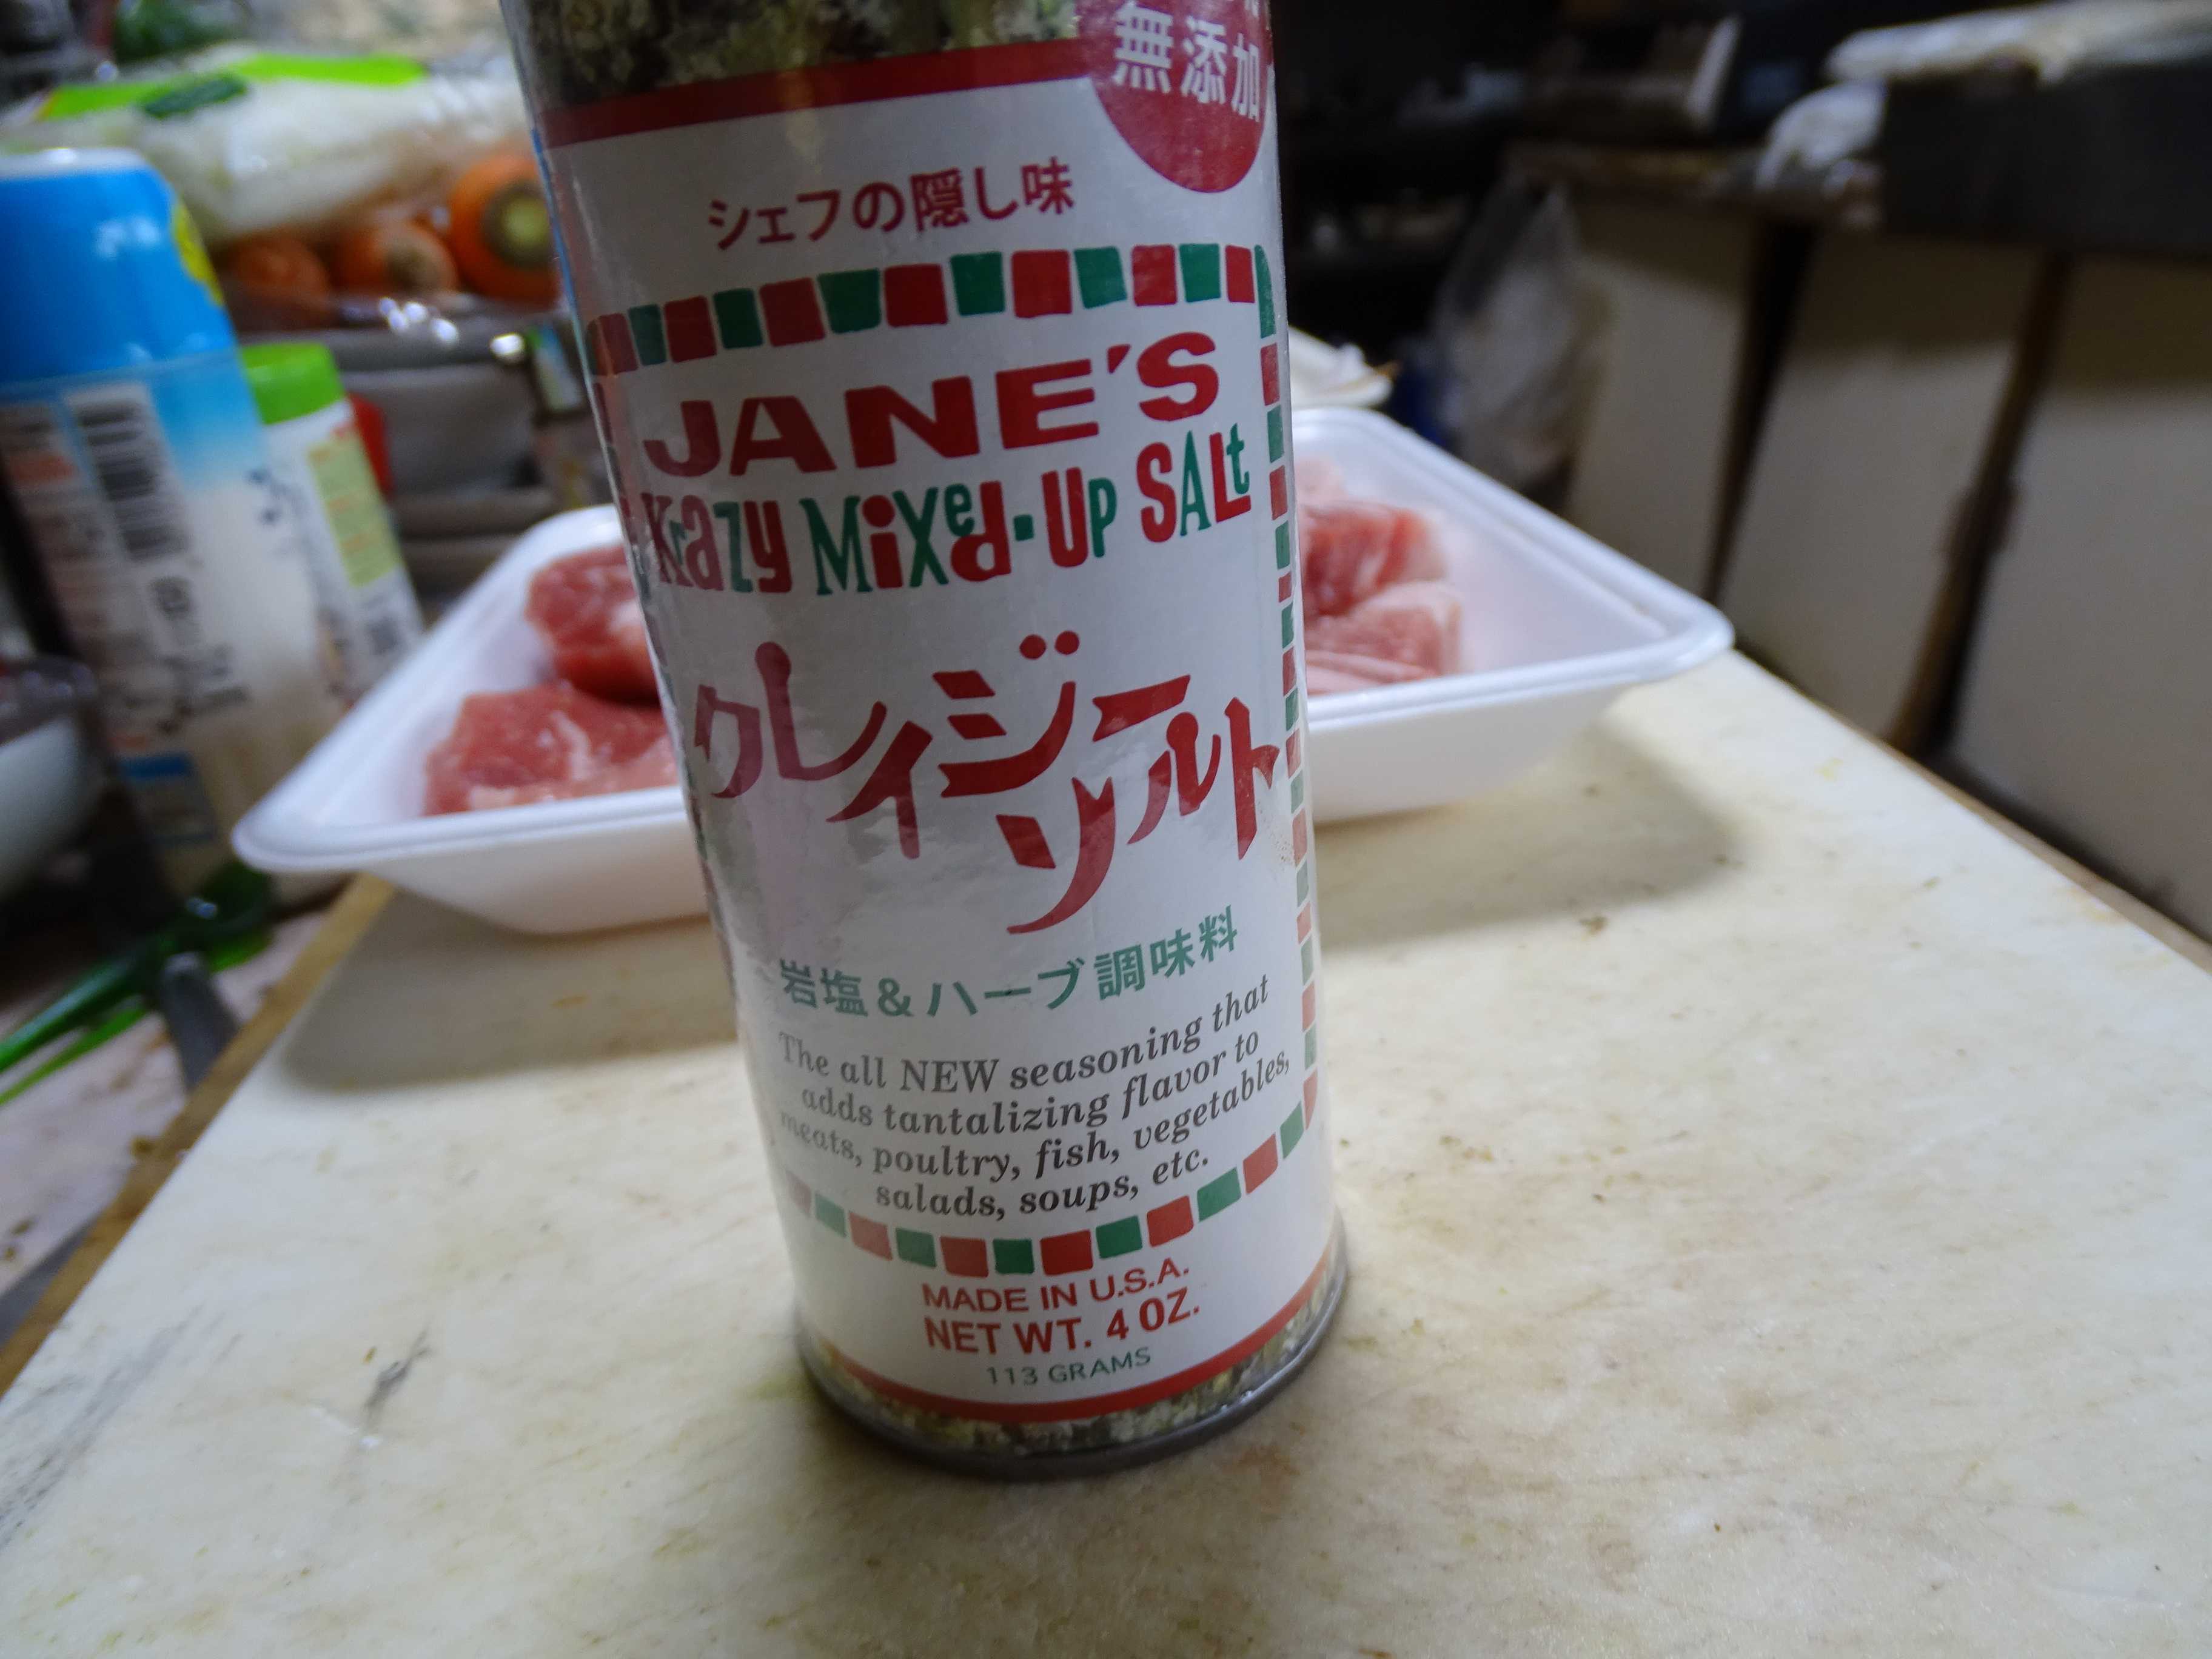 無添加
シェフの隠し味
JANE'S
Krazy Mixed-Up SALt
クレイジー
ソルト
岩塩&ハーブ調味料
The all NEW seasoning that
adds tantalizing flavor to
meats, poultry, fish, vegetables,
salads, soups, etc.
MADE IN U.S.A.
NET WT. 4 OZ.
113 GRAMS